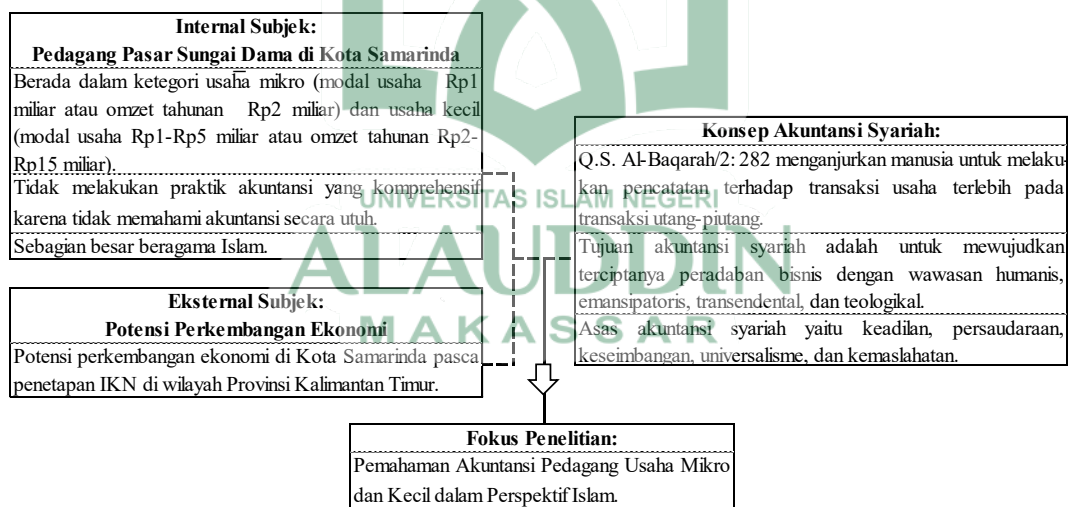 Internal Subjek:
Pedagang Pasar Sungai Dama di Kota Samarinda
Berada dalam ketegori usaha mikro (modal usaha Rp1
miliar atau omzet tahunan Rp2 miliar) dan usaha kecil
(modal usaha Rp1-Rp5 miliar atau omzet tahunan Rp2-
Rp15 miliar).
Tidak melakukan praktik akuntansi yang komprehensif
karena tidak memahami akuntansi secara utuh.
Sebagian besar beragama Islam.
Eksternal Subjek:
Potensi Perkembangan Ekonomi
Potensi perkembangan ekonomi di Kota Samarinda pasca
penetapan IKN di wilayah Provinsi Kalimantan Timur.
Konsep Akuntansi Syariah:
Q.S. Al-Baqarah/2: 282 menganjurkan manusia untuk melaku-
kan pencatatan terhadap transaksi usaha terlebih pada
transaksi utang-piutang.
Tujuan akuntansi syariah adalah untuk mewujudkan
terciptanya peradaban bisnis dengan wawasan humanis,
emansipatoris, transendental, dan teologikal.
Asas akuntansi syariah yaitu keadilan, persaudaraan,
keseimbangan, universalisme, dan kemaslahatan.
Fokus Penelitian:
Pemahaman Akuntansi Pedagang Usaha Mikro
dan Kecil dalam Perspektif Islam.
UNIVERSITAS ISLAM NEGERI
ALAUDDIN
MAKASSAR